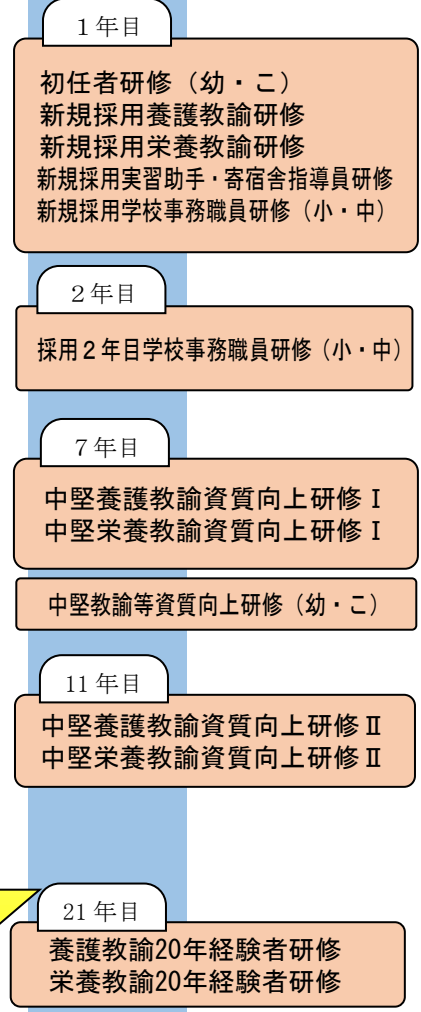 1年目
初任者研修（幼・こ）
新規採用養護教諭研修
新規採用栄養教諭研修
新規採用実習助手・寄宿舎指導員研修
新規採用学校事務職員研修（小・中）
2年目
採用２年目学校事務職員研修（小・中）
7年目
中堅養護教諭資質向上研修Ⅰ
中堅栄養教諭資質向上研修Ⅰ
中堅教諭等資質向上研修（幼・こ）
11年目
中堅養護教諭資質向上研修Ⅱ
中堅栄養教諭資質向上研修Ⅱ
21年目
養護教諭20年経験者研修
栄養教諭20年経験者研修